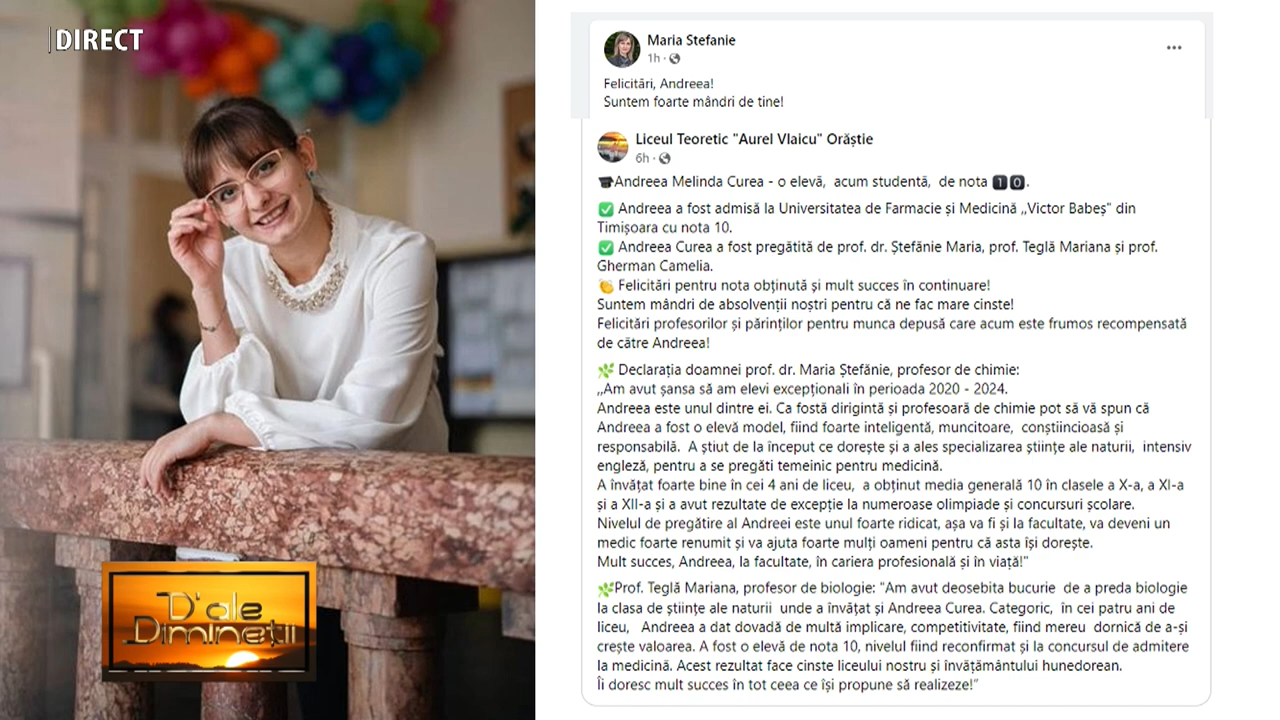 DIRECT
D'ale
Dimineții
Maria Stefanie
1h
Felicitări, Andreea!
Suntem foarte mândri de tine!
Liceul Teoretic "Aurel Vlaicu" Orăștie
6h
Andreea Melinda Curea - o elevă, acum studentă, de nota 1 0.
Andreea a fost admisă la Universitatea de Farmacie și Medicină ,,Victor Babeș" din
Timișoara cu nota 10.
Andreea Curea a fost pregătită de prof. dr. Ștefănie Maria, prof. Teglă Mariana și prof.
Gherman Camelia.
Felicitări pentru nota obținută și mult succes în continuare!
Suntem mândri de absolvenții noștri pentru că ne fac mare cinste!
Felicitări profesorilor și părinților pentru munca depusă care acum este frumos recompensată
de către Andreea!
Declarația doamnei prof. dr. Maria Ștefănie, profesor de chimie:
,,Am avut șansa să am elevi excepționali în perioada 2020 - 2024.
Andreea este unul dintre ei. Ca fostă dirigintă și profesoară de chimie pot să vă spun că
Andreea a fost o elevă model, fiind foarte inteligentă, muncitoare, conștiincioasă și
responsabilă. A știut de la început ce dorește și a ales specializarea științe ale naturii, intensiv
engleză, pentru a se pregăti temeinic pentru medicină.
A învățat foarte bine în cei 4 ani de liceu, a obținut media generală 10 în clasele a X-a, a XI-a
și a XII-a și a avut rezultate de excepție la numeroase olimpiade și concursuri școlare.
Nivelul de pregătire al Andreei este unul foarte ridicat, așa va fi și la facultate, va deveni un
medic foarte renumit și va ajuta foarte mulți oameni pentru că asta își dorește.
Mult succes, Andreea, la facultate, în cariera profesională și în viață!"
Prof. Teglă Mariana, profesor de biologie: "Am avut deosebita bucurie de a preda biologie
la clasa de științe ale naturii unde a învățat și Andreea Curea. Categoric, în cei patru ani de
liceu, Andreea a dat dovadă de multă implicare, competitivitate, fiind mereu dornică de a-și
crește valoarea. A fost o elevă de nota 10, nivelul fiind reconfirmat și la concursul de admitere
la medicină. Acest rezultat face cinste liceului nostru și învățământului hunedorean.
Îi doresc mult succes în tot ceea ce își propune să realizeze!"